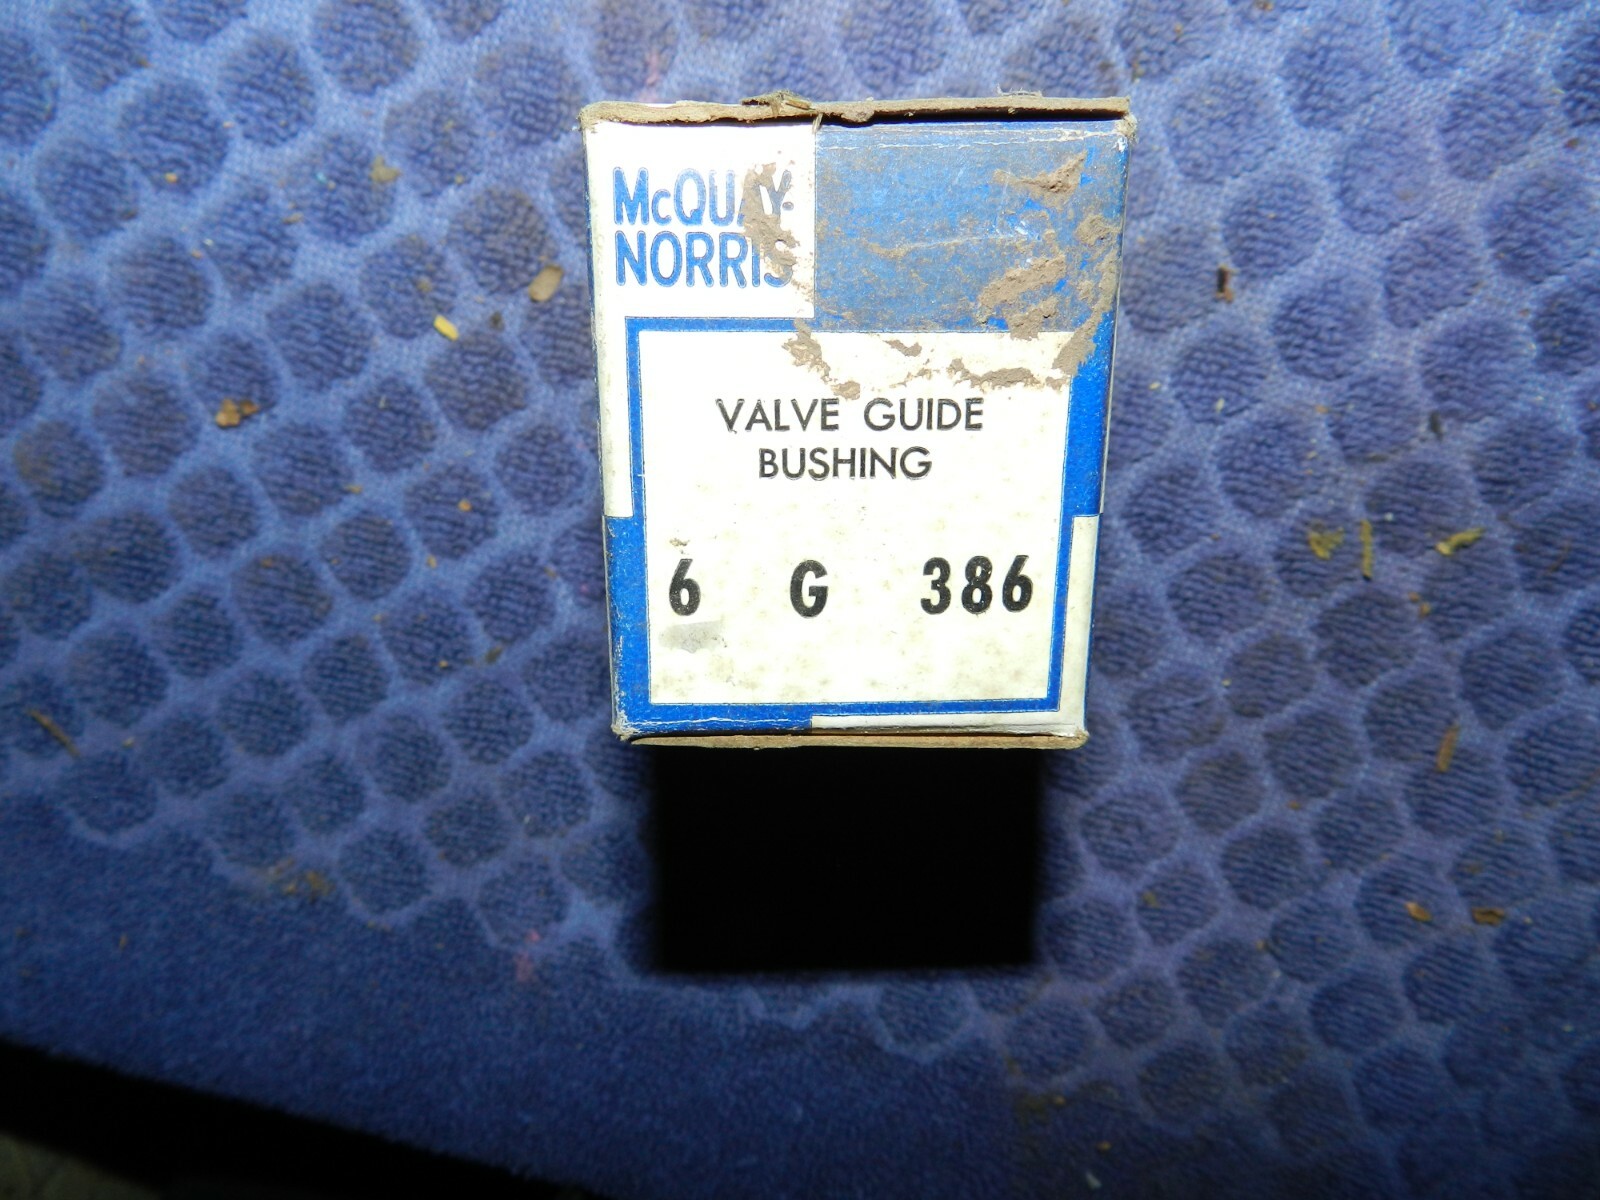 McQUAY-
NORRIS
VALVE GUIDE
BUSHING
6 G 386